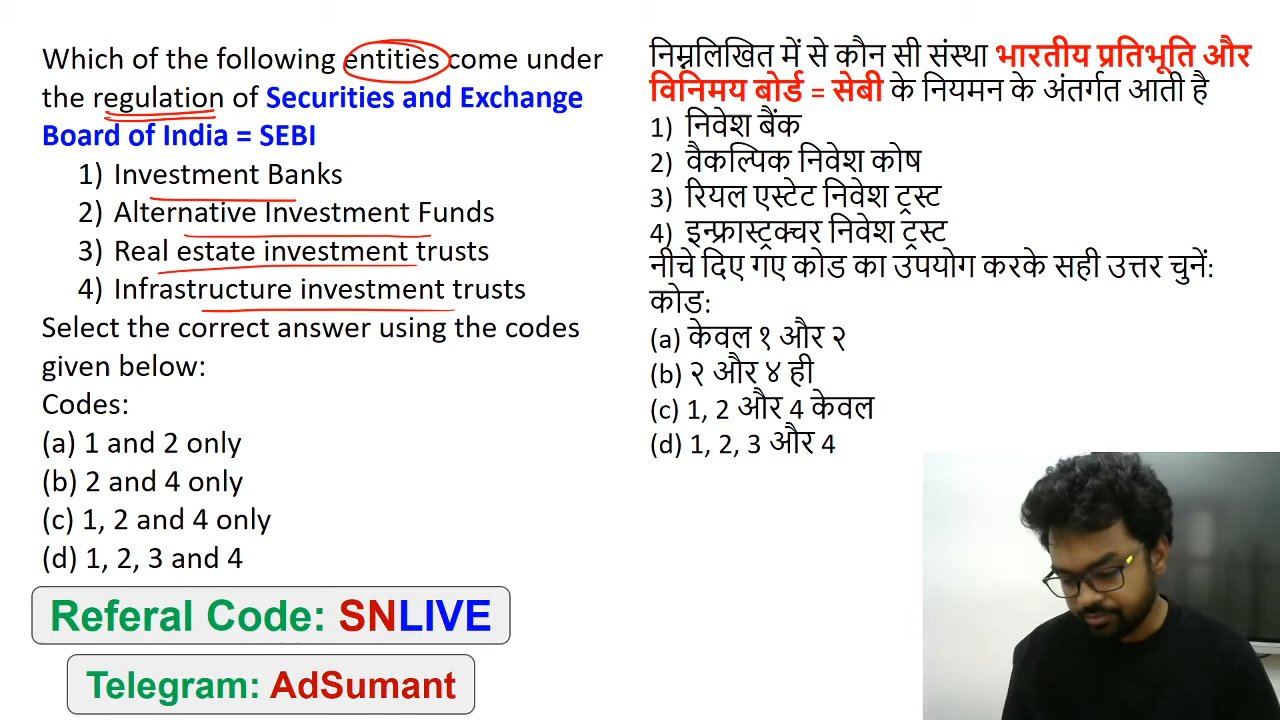 Which of the following entities come under
the regulation of Securities and Exchange
Board of India = SEBI
1) Investment Banks
2) Alternative Investment Funds
3) Real estate investment trusts
4) Infrastructure investment trusts
Select the correct answer using the codes
given below:
Codes:
(a) 1 and 2 only
(b) 2 and 4 only
(c) 1, 2 and 4 only
(d) 1, 2, 3 and 4
Referal Code: SNLIVE
Telegram: AdSumant
निम्नलिखित में से कौन सी संस्था भारतीय प्रतिभूति और
विनिमय बोर्ड = सेबी के नियमन के अंतर्गत आती है
1) निवेश बैंक
2) वैकल्पिक निवेश कोष
3) रियल एस्टेट निवेश ट्रस्ट
4) इन्फ्रास्ट्रक्चर निवेश ट्रस्ट
नीचे दिए गए कोड का उपयोग करके सही उत्तर चुनें:
कोड:
(a) केवल १ और २
(b) २ और ४ ही
(c) 1, 2 और 4 केवल
(d) 1, 2, 3 और 4